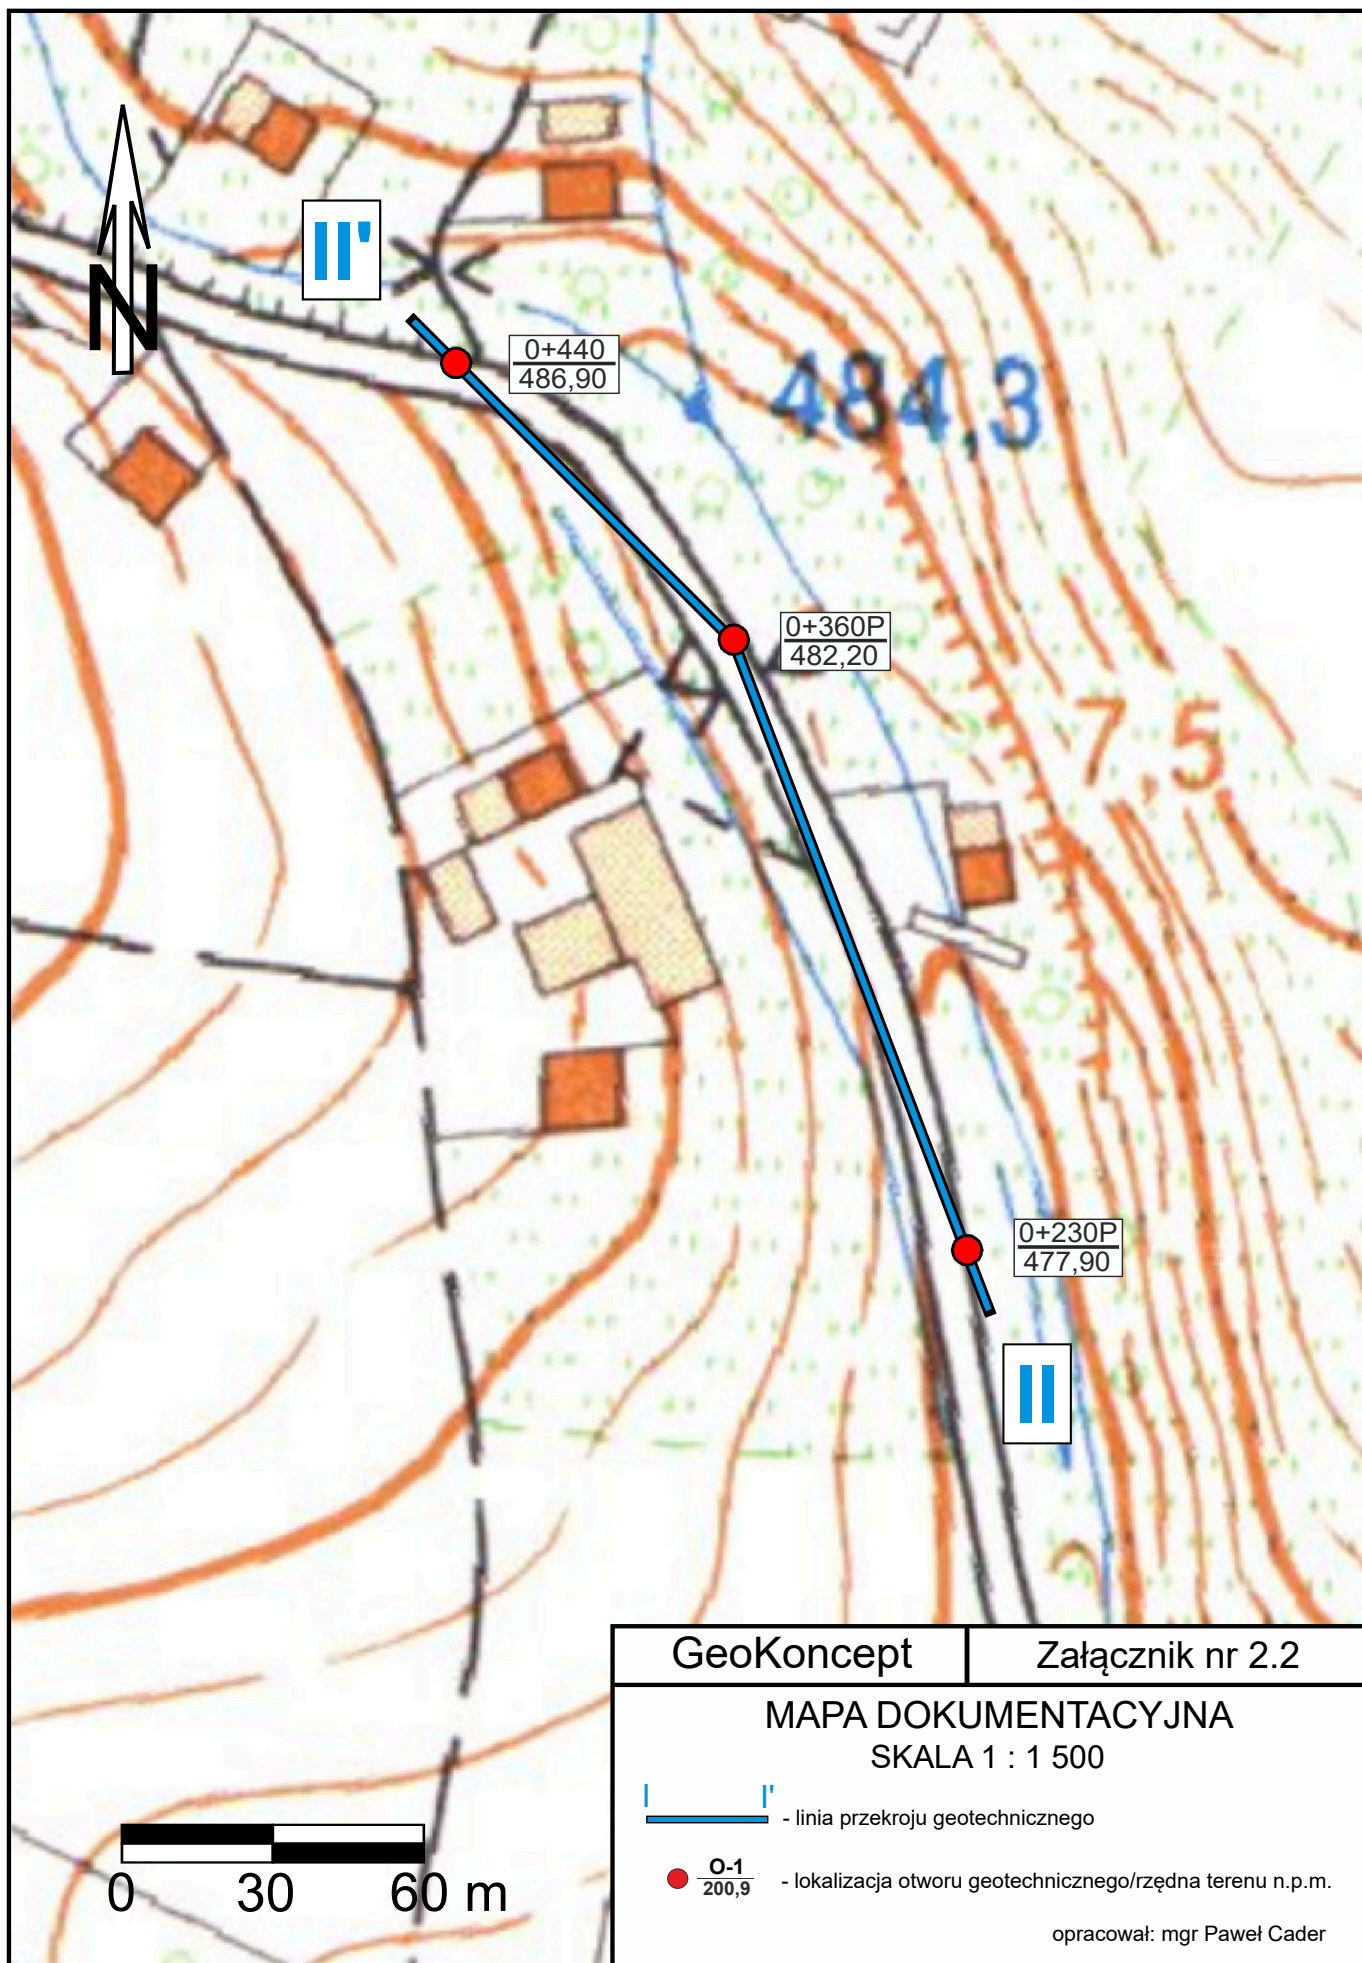 II'
N
0+440
486,90
484,3
0+360P
482,20
7,5
0+230P
477,90
II
GeoKoncept
Załącznik nr 2.2
MAPA DOKUMENTACYJNA
SKALA 1 : 1 500
I I'
- linia przekroju geotechnicznego
O-1
200,9
- lokalizacja otworu geotechnicznego/rzędna terenu n.p.m.
opracował: mgr Paweł Cader
0 30 60 m